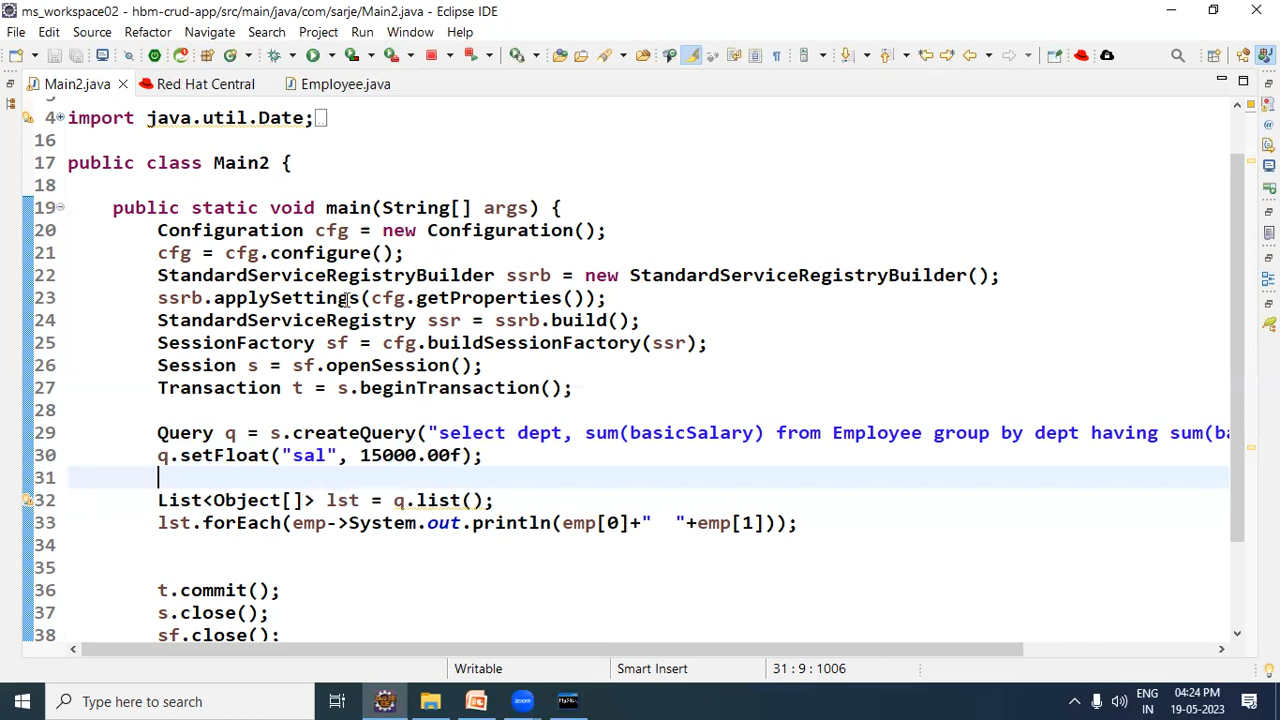 ms_workspace02 - hbm-crud-app/src/main/java/com/sarje/Main2.java - Eclipse IDE
File Edit Source Refactor Navigate Search Project Run Window Help
Main2.java Red Hat Central Employee.java
4 import java.util.Date;
16
17 public class Main2 {
18
19 public static void main(String[] args) {
20 Configuration cfg = new Configuration();
21 cfg = cfg.configure();
22 StandardServiceRegistryBuilder ssrb = new StandardServiceRegistryBuilder();
23 ssrb.applySettings(cfg.getProperties());
24 StandardServiceRegistry ssr = ssrb.build();
25 SessionFactory sf = cfg.buildSessionFactory(ssr);
26 Session s = sf.openSession();
27 Transaction t = s.beginTransaction();
28
29 Query q = s.createQuery("select dept, sum(basicSalary) from Employee group by dept having sum(ba
30 q.setFloat("sal", 15000.00f);
31
32 List<Object[]> lst = q.list();
33 lst.forEach(emp->System.out.println(emp[0]+"  "+emp[1]));
34
35
36 t.commit();
37 s.close();
38 sf.close();
Writable Smart Insert 31 : 9 : 1006
Type here to search
zoom
MySQL
ENG
IN
04:24 PM
19-05-2023